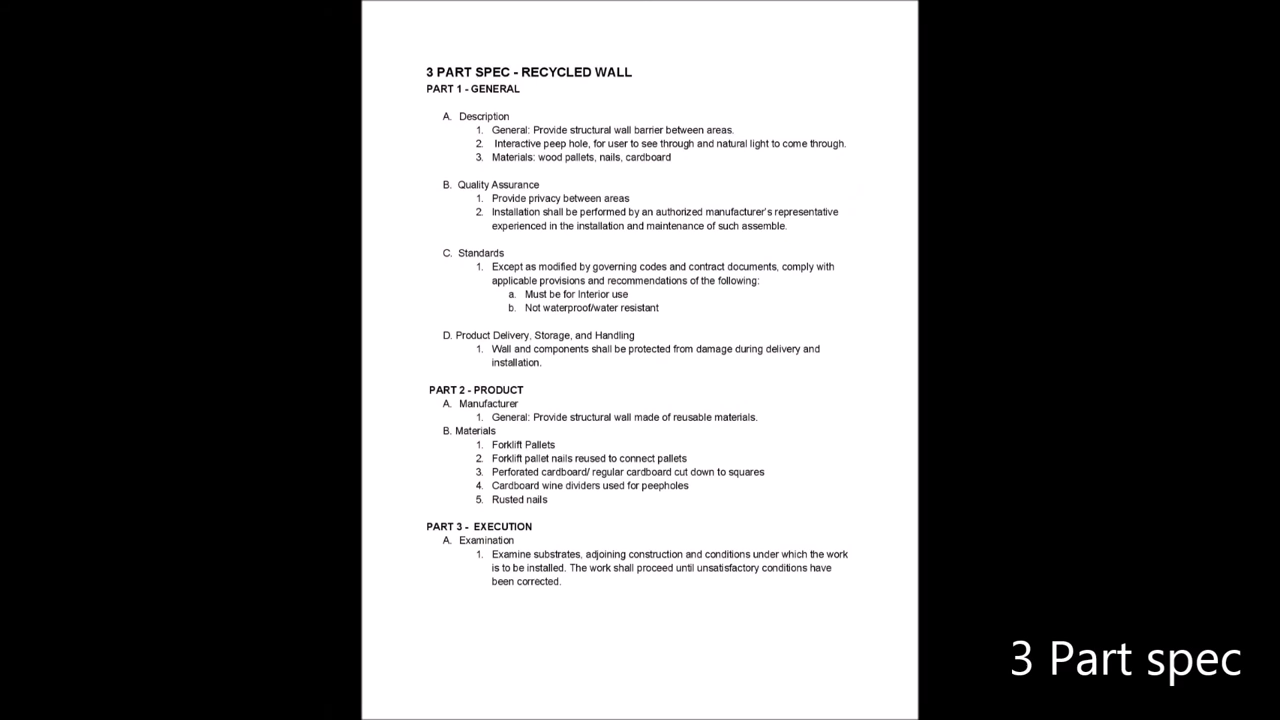 3 PART SPEC - RECYCLED WALL
PART 1 - GENERAL
A. Description
1. General: Provide structural wall barrier between areas.
2. Interactive peep hole, for user to see through and natural light to come through.
3. Materials: wood pallets, nails, cardboard
B. Quality Assurance
1. Provide privacy between areas
2. Installation shall be performed by an authorized manufacturer's representative
experienced in the installation and maintenance of such assemble.
C. Standards
1. Except as modified by governing codes and contract documents, comply with
applicable provisions and recommendations of the following:
a. Must be for Interior use
b. Not waterproof/water resistant
D. Product Delivery, Storage, and Handling
1. Wall and components shall be protected from damage during delivery and
installation.
PART 2 - PRODUCT
A. Manufacturer
1. General: Provide structural wall made of reusable materials.
B. Materials
1. Forklift Pallets
2. Forklift pallet nails reused to connect pallets
3. Perforated cardboard/ regular cardboard cut down to squares
4. Cardboard wine dividers used for peepholes
5. Rusted nails
PART 3 - EXECUTION
A. Examination
1. Examine substrates, adjoining construction and conditions under which the work
is to be installed. The work shall proceed until unsatisfactory conditions have
been corrected.
3 Part spec